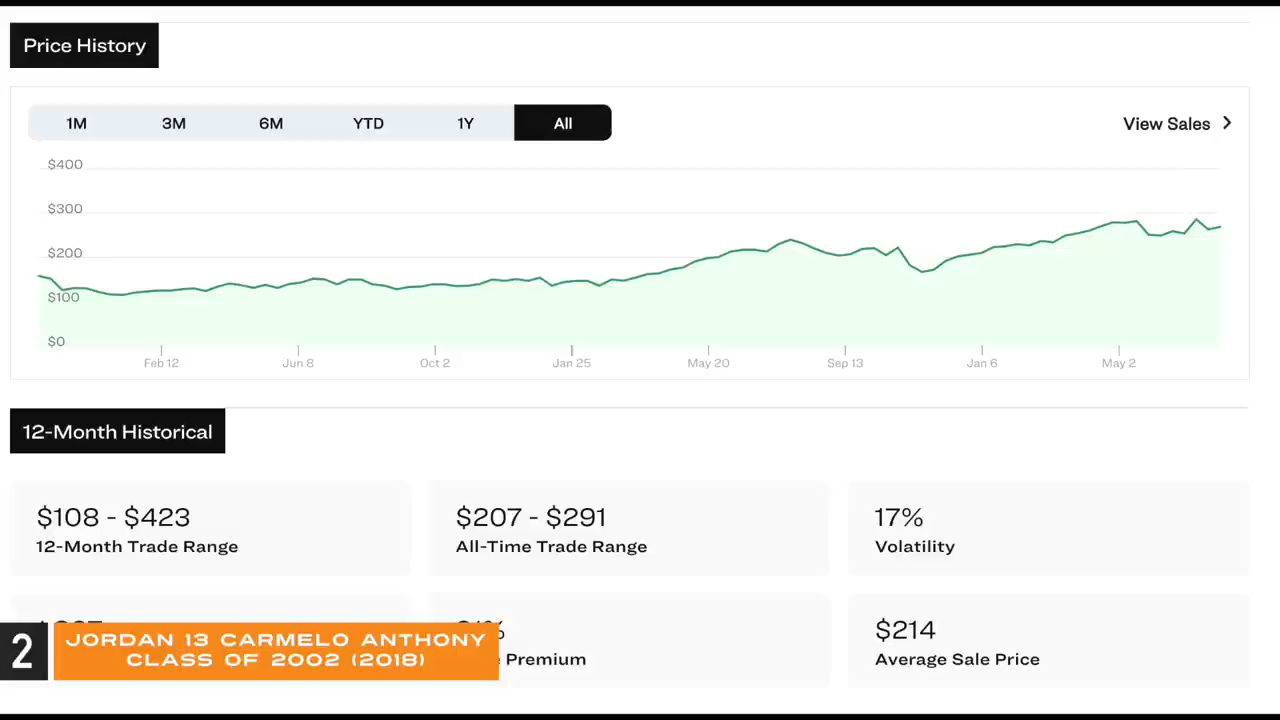 Price History
1M 3M 6M YTD 1Y All
View Sales
$400
$300
$200
$100
$0
Feb 12 Jun 8 Oct 2 Jan 25 May 20 Sep 13 Jan 6 May 2
12-Month Historical
$108 - $423
12-Month Trade Range
$207 - $291
All-Time Trade Range
17%
Volatility
Premium
$214
Average Sale Price
2
JORDAN 13 CARMELO ANTHONY
CLASS OF 2002 (2018)